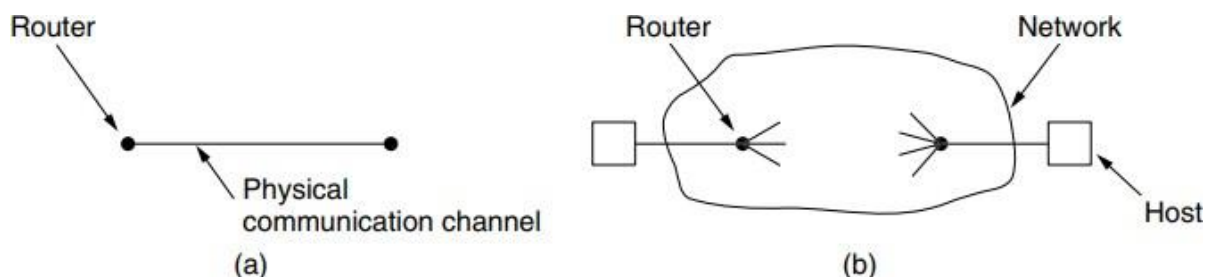 Router
Physical
communication channel
(a)
Router
Network
Host
(b)